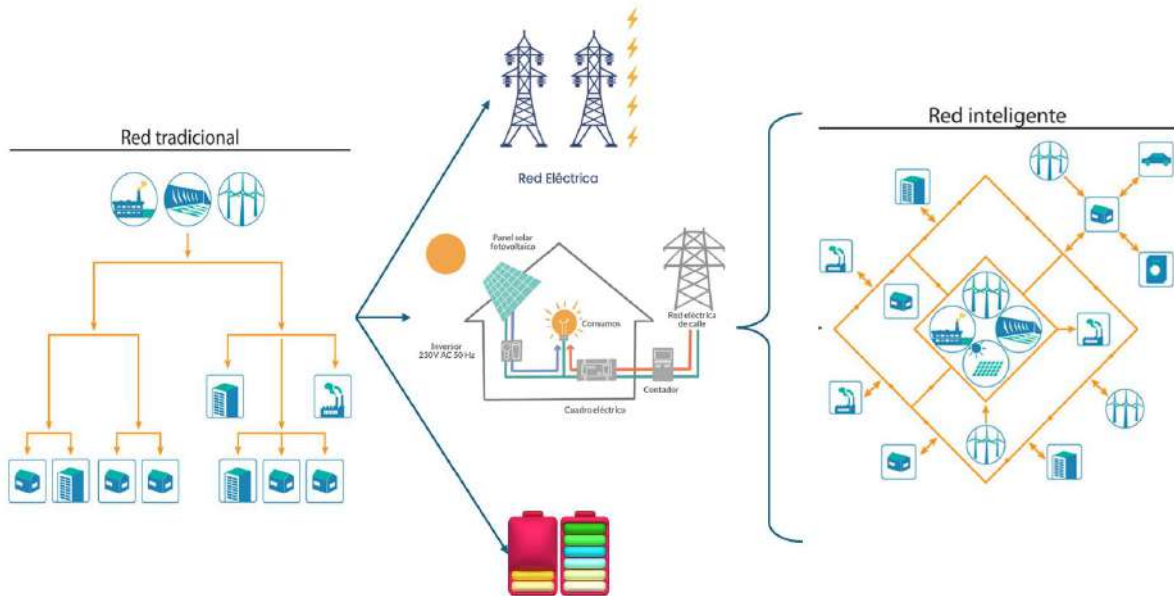 Red tradicional
Red Eléctrica
Panel solar
fotovoltaico
Consumos
Inversor
230V AC 50 Hz
Red eléctrica
de calle
Contador
Cuadro eléctrico
Red inteligente